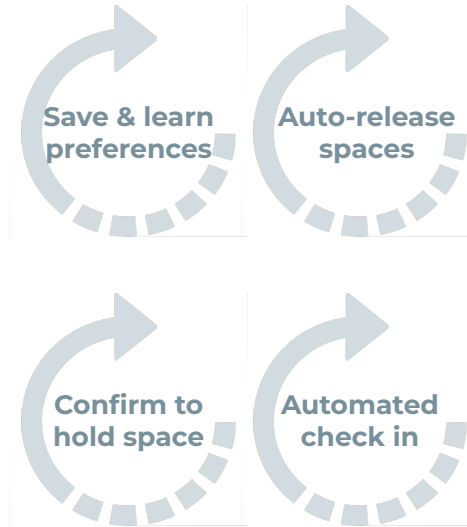 Save & learn
preferences
Auto-release
spaces
Confirm to
hold space
Automated
check in